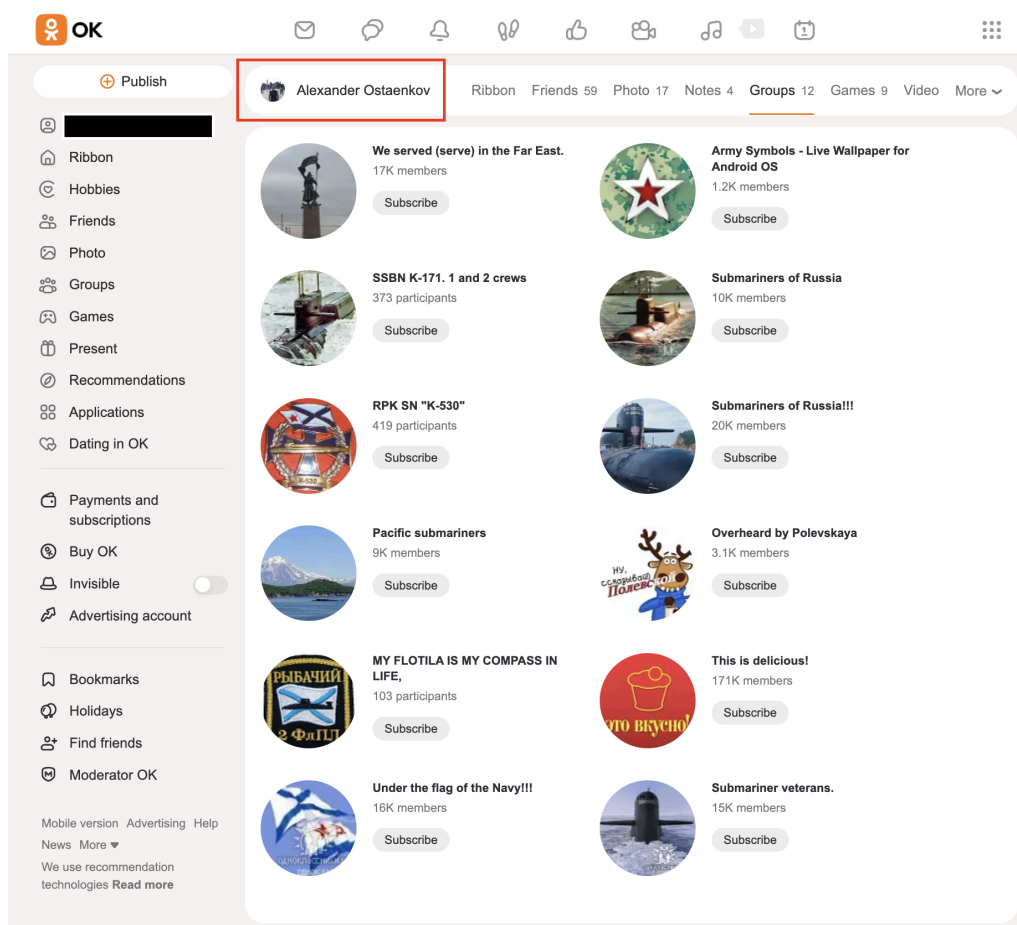 OK
1
Publish
Alexander Ostaenkov
Ribbon
Friends 59
Photo 17
Notes 4
Groups 12
Games 9
Video
More
Ribbon
Hobbies
Friends
Photo
Groups
Games
Present
Recommendations
Applications
Dating in OK
Payments and
subscriptions
Buy OK
Invisible
Advertising account
Bookmarks
Holidays
Find friends
Moderator OK
Mobile version Advertising Help
News More
We use recommendation
technologies Read more
We served (serve) in the Far East.
17K members
Subscribe
Army Symbols - Live Wallpaper for
Android OS
1.2K members
Subscribe
SSBN K-171. 1 and 2 crews
373 participants
Subscribe
Submariners of Russia
10K members
Subscribe
К-530
RPK SN "K-530"
419 participants
Subscribe
Submariners of Russia!!!
20K members
Subscribe
Pacific submariners
9K members
Subscribe
НУ,
Overheard by Polevskaya
3.1K members
Subscribe
РЫБАЧИЙ
2 ФлПЛ
MY FLOTILA IS MY COMPASS IN
LIFE,
103 participants
Subscribe
ЭТО ВКУСНО!
This is delicious!
171K members
Subscribe
Under the flag of the Navy!!!
16K members
Subscribe
Submariner veterans.
15K members
Subscribe